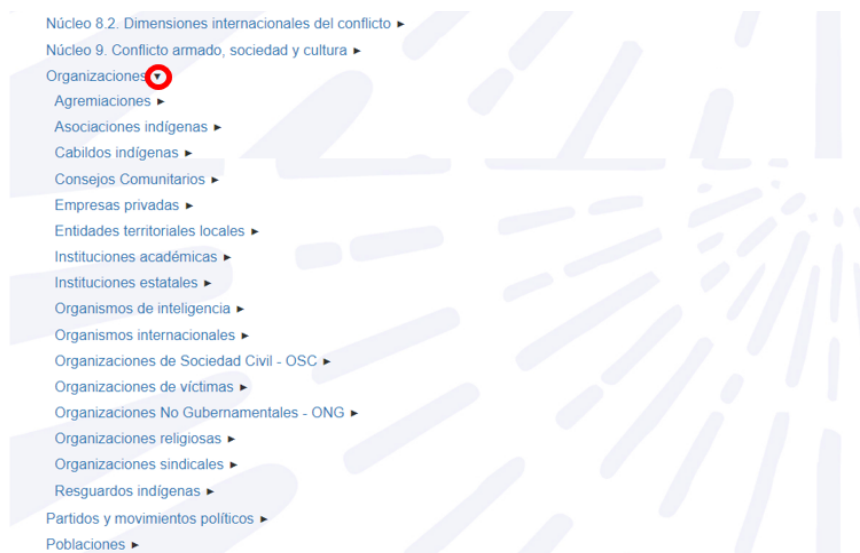 Núcleo 8.2. Dimensiones internacionales del conflicto ►
Núcleo 9. Conflicto armado, sociedad y cultura ►
Organizaciones ▼
Agremiaciones ►
Asociaciones indígenas ►
Cabildos indígenas ►
Consejos Comunitarios ►
Empresas privadas ►
Entidades territoriales locales ►
Instituciones académicas ►
Instituciones estatales ►
Organismos de inteligencia ►
Organismos internacionales ►
Organizaciones de Sociedad Civil - OSC ►
Organizaciones de víctimas ►
Organizaciones No Gubernamentales - ONG ►
Organizaciones religiosas ►
Organizaciones sindicales ►
Resguardos indígenas ►
Partidos y movimientos políticos ►
Poblaciones ►